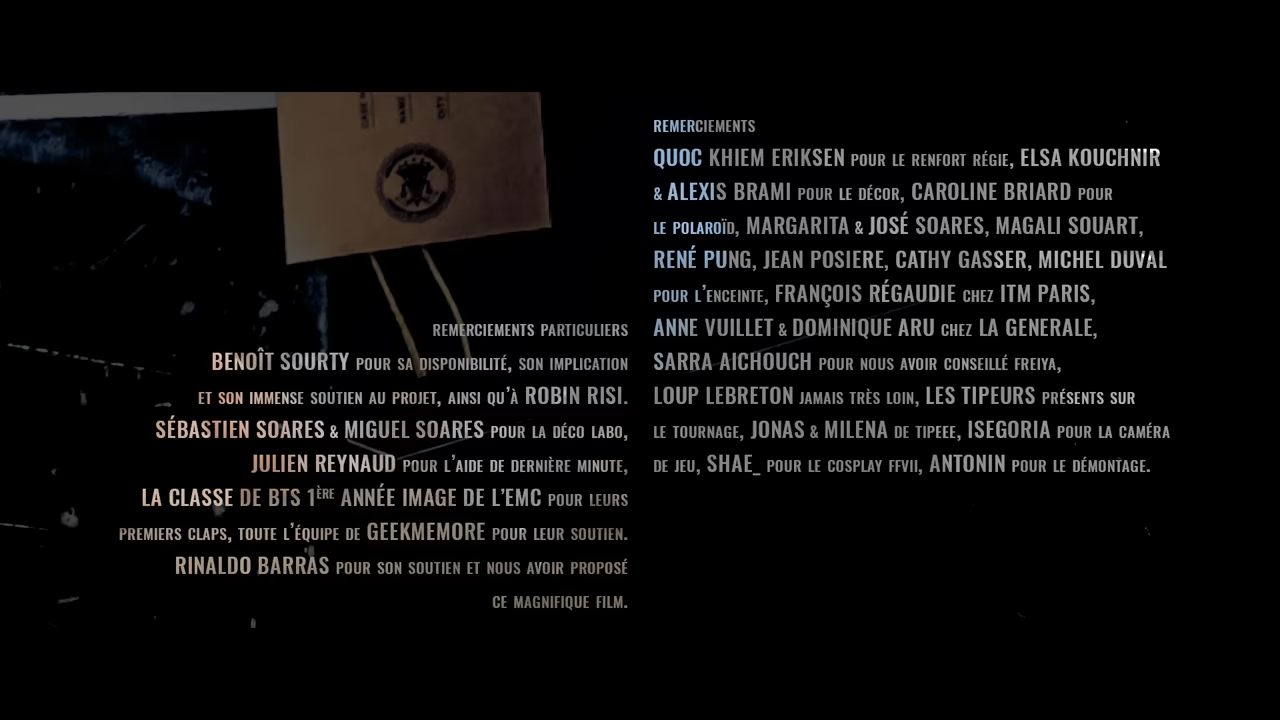 CASE N
NAME
CITY
REMERCIEMENTS PARTICULIERS
BENOÎT SOURTY POUR SA DISPONIBILITÉ, SON IMPLICATION
ET SON IMMENSE SOUTIEN AU PROJET, AINSI QU'À ROBIN RISI.
SÉBASTIEN SOARES & MIGUEL SOARES POUR LA DÉCO LABO,
JULIEN REYNAUD POUR L'AIDE DE DERNIÈRE MINUTE,
LA CLASSE DE BTS 1ÈRE ANNÉE IMAGE DE L'EMC POUR LEURS
PREMIERS CLAPS, TOUTE L'ÉQUIPE DE GEEKMEMORE POUR LEUR SOUTIEN.
RINALDO BARRAS POUR SON SOUTIEN ET NOUS AVOIR PROPOSÉ
CE MAGNIFIQUE FILM.
REMERCIEMENTS
QUOC KHIEM ERIKSEN POUR LE RENFORT RÉGIE, ELSA KOUCHNIR
& ALEXIS BRAMI POUR LE DÉCOR, CAROLINE BRIARD POUR
LE POLAROÏD, MARGARITA & JOSÉ SOARES, MAGALI SOUART,
RENÉ PUNG, JEAN POSIERE, CATHY GASSER, MICHEL DUVAL
POUR L'ENCEINTE, FRANÇOIS RÉGAUDIE CHEZ ITM PARIS,
ANNE VUILLET & DOMINIQUE ARU CHEZ LA GENERALE,
SARRA AICHOUCH POUR NOUS AVOIR CONSEILLÉ FREIYA,
LOUP LEBRETON JAMAIS TRÈS LOIN, LES TIPEURS PRÉSENTS SUR
LE TOURNAGE, JONAS & MILENA DE TIPEEE, ISEGORIA POUR LA CAMÉRA
DE JEU, SHAE_ POUR LE COSPLAY FFVII, ANTONIN POUR LE DÉMONTAGE.